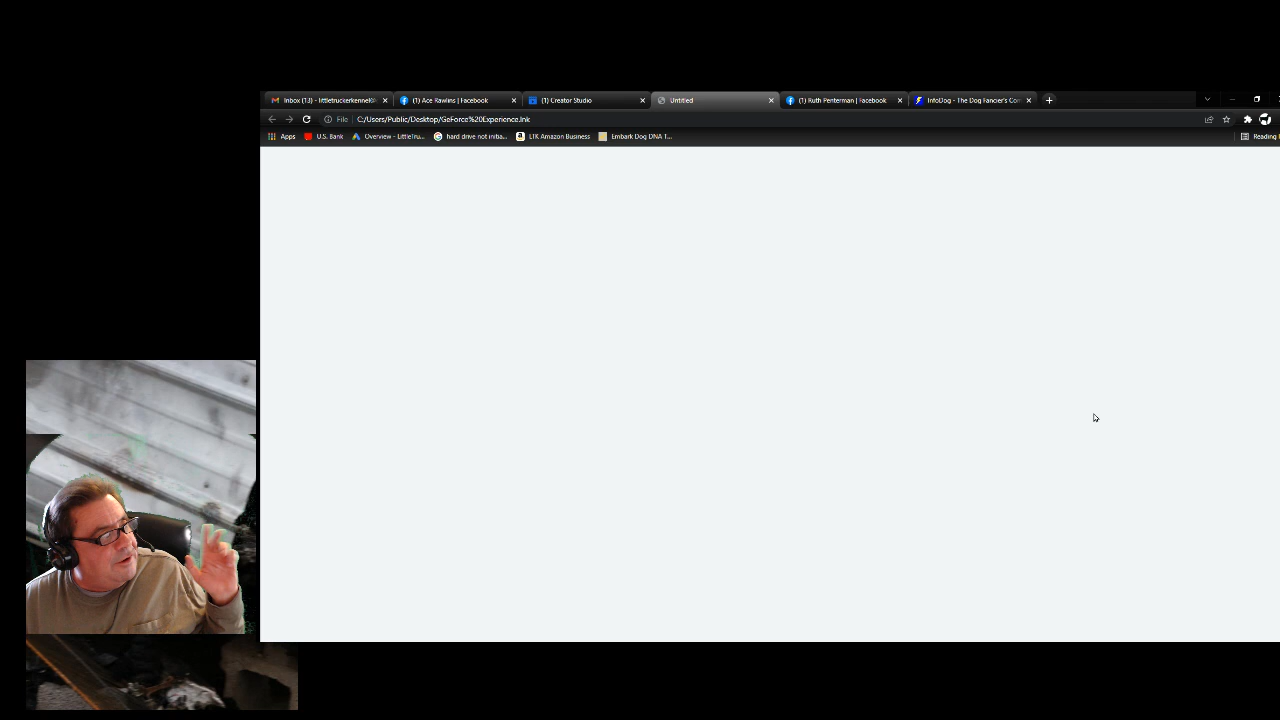 Inbox (13) - littletruckerkennel@
(1) Ace Rawlins | Facebook
(1) Creator Studio
Untitled
(1) Ruth Penterman | Facebook
InfoDog - The Dog Fancier's Com
File
C:/Users/Public/Desktop/GeForce%20Experience.lnk
Apps
U.S. Bank
Overview - LittleTru...
hard drive not initia...
LTK Amazon Business
Embark Dog DNA T...
Reading